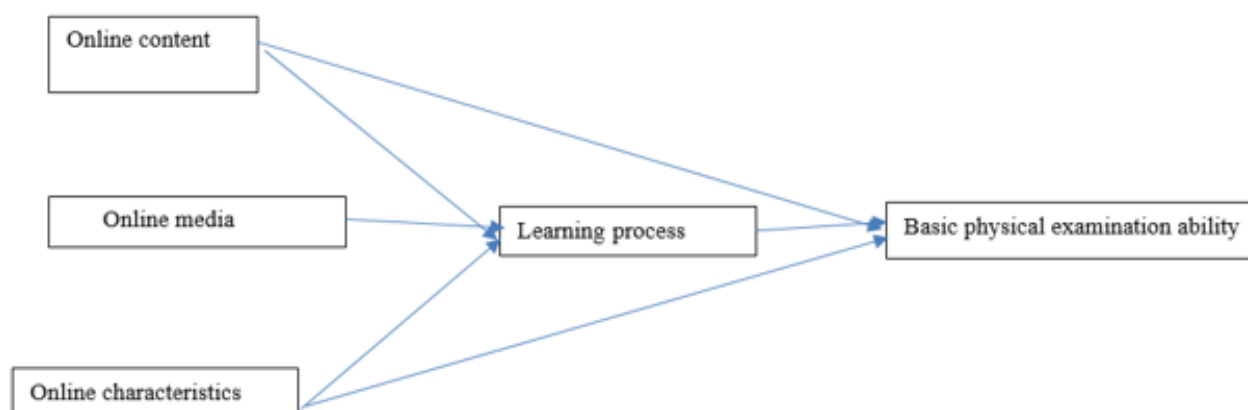 Online content
Online media
Learning process
Basic physical examination ability
Online characteristics